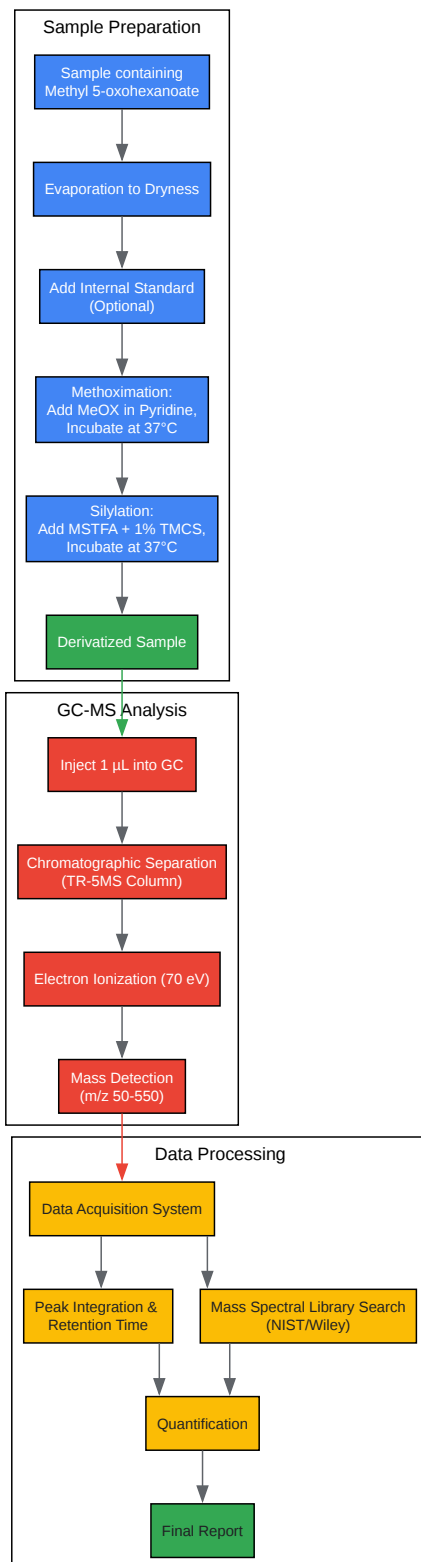 Sample Preparation
Sample containing
Methyl 5-oxohexanoate
Evaporation to Dryness
Add Internal Standard
(Optional)
Methoximation:
Add MeOX in Pyridine,
Incubate at 37°C
Silylation:
Add MSTFA + 1% TMCS,
Incubate at 37°C
Derivatized Sample
GC-MS Analysis
Inject 1 µL into GC
Chromatographic Separation
(TR-5MS Column)
Electron Ionization (70 eV)
Mass Detection
(m/z 50-550)
Data Processing
Data Acquisition System
Peak Integration &
Retention Time
Mass Spectral Library Search
(NIST/Wiley)
Quantification
Final Report